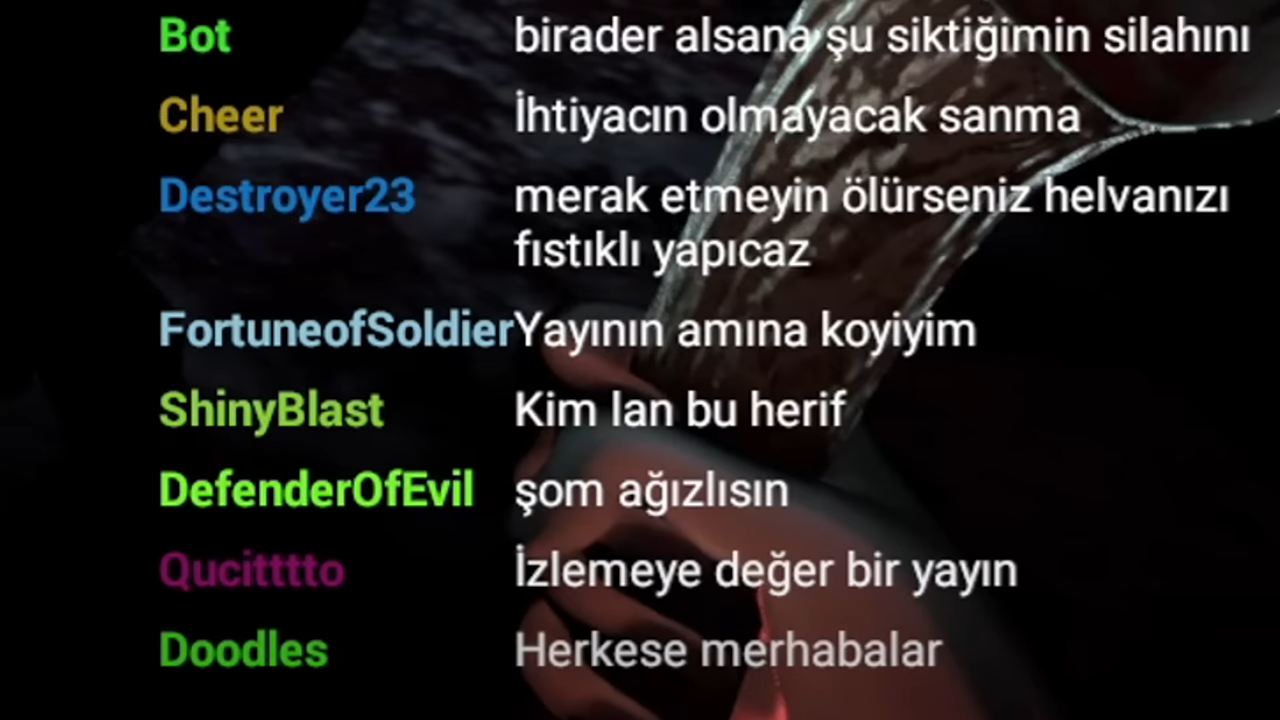 Bot birader alsana şu siktiğimin silahını
Cheer İhtiyacın olmayacak sanma
Destroyer23 merak etmeyin ölürseniz helvanızı
fıstıklı yapıcaz
FortuneofSoldier Yayının amına koyiyim
ShinyBlast Kim lan bu herif
DefenderOfEvil şom ağızlısın
Qucitttto İzlemeye değer bir yayın
Doodles Herkese merhabalar